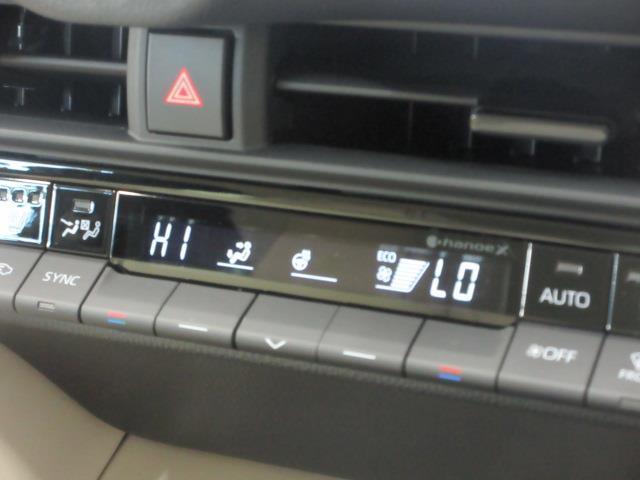 nanoe X
HI
ECO
LO
SYNC
AUTO
OFF